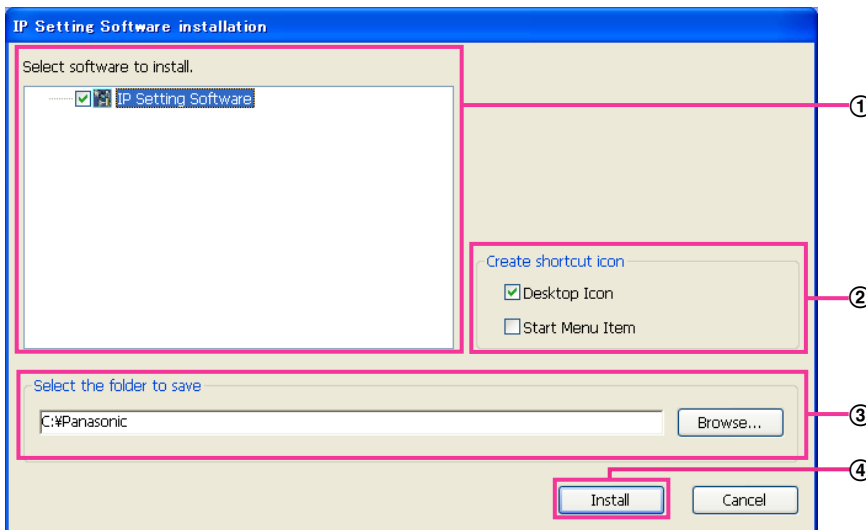 IP Setting Software installation
Select software to install.
IP Setting Software
①
Create shortcut icon
Desktop Icon
Start Menu Item
②
Select the folder to save
C:¥Panasonic
Browse...
③
④
Install
Cancel